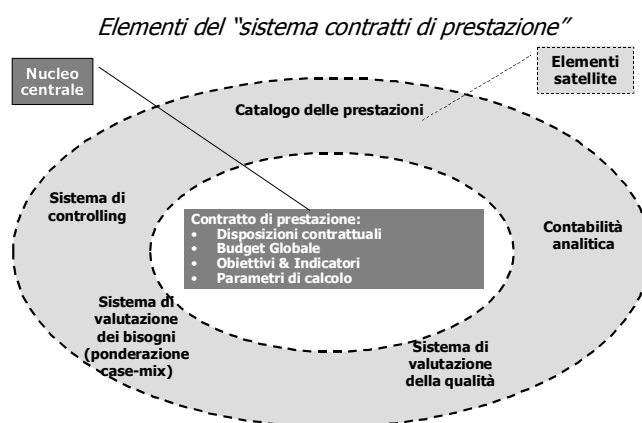 Elementi del “sistema contratti di prestazione”
Nucleo
centrale
Elementi
satellite
Catalogo delle prestazioni
Sistema di
controlling
Contratto di prestazione:
• Disposizioni contrattuali
• Budget Globale
• Obiettivi & Indicatori
• Parametri di calcolo
Contabilità
analitica
Sistema di
valutazione
dei bisogni
(ponderazione
case-mix)
Sistema di
valutazione
della qualità